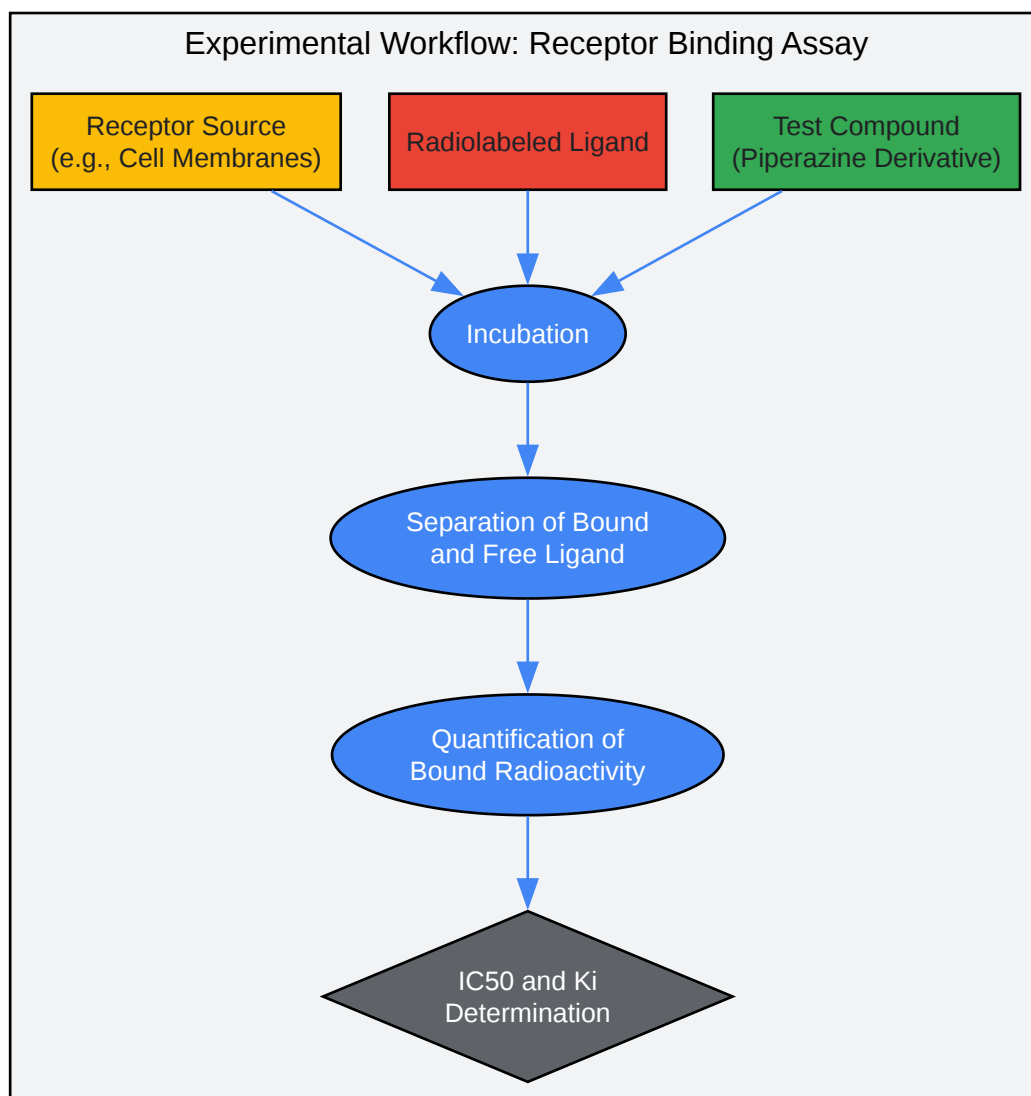 Experimental Workflow: Receptor Binding Assay
Receptor Source
(e.g., Cell Membranes)
Radiolabeled Ligand
Test Compound
(Piperazine Derivative)
Incubation
Separation of Bound
and Free Ligand
Quantification of
Bound Radioactivity
IC50 and Ki
Determination